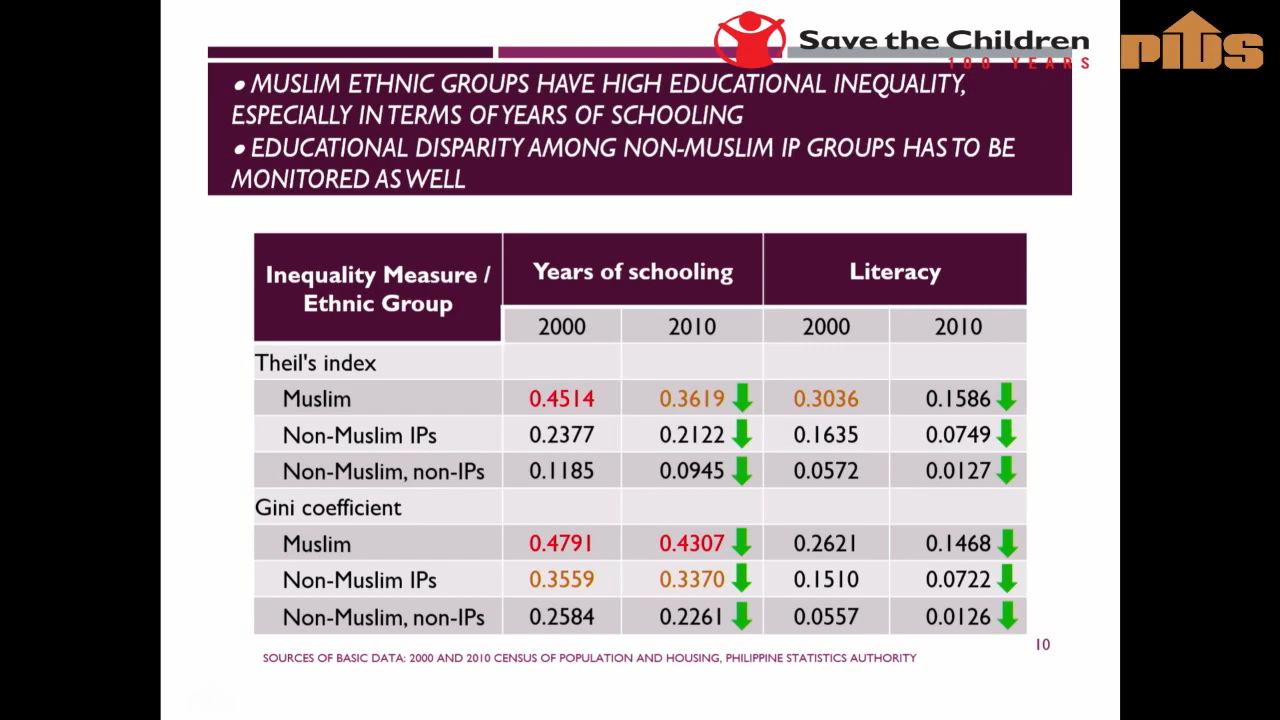 Save the Children
100 YEARS
PIDS
• MUSLIM ETHNIC GROUPS HAVE HIGH EDUCATIONAL INEQUALITY,
ESPECIALLY IN TERMS OF YEARS OF SCHOOLING
• EDUCATIONAL DISPARITY AMONG NON-MUSLIM IP GROUPS HAS TO BE
MONITORED AS WELL
Inequality Measure / Years of schooling Literacy
Ethnic Group
2000 2010 2000 2010
Theil's index
Muslim 0.4514 0.3619 0.3036 0.1586
Non-Muslim IPs 0.2377 0.2122 0.1635 0.0749
Non-Muslim, non-IPs 0.1185 0.0945 0.0572 0.0127
Gini coefficient
Muslim 0.4791 0.4307 0.2621 0.1468
Non-Muslim IPs 0.3559 0.3370 0.1510 0.0722
Non-Muslim, non-IPs 0.2584 0.2261 0.0557 0.0126
10
SOURCES OF BASIC DATA: 2000 AND 2010 CENSUS OF POPULATION AND HOUSING, PHILIPPINE STATISTICS AUTHORITY